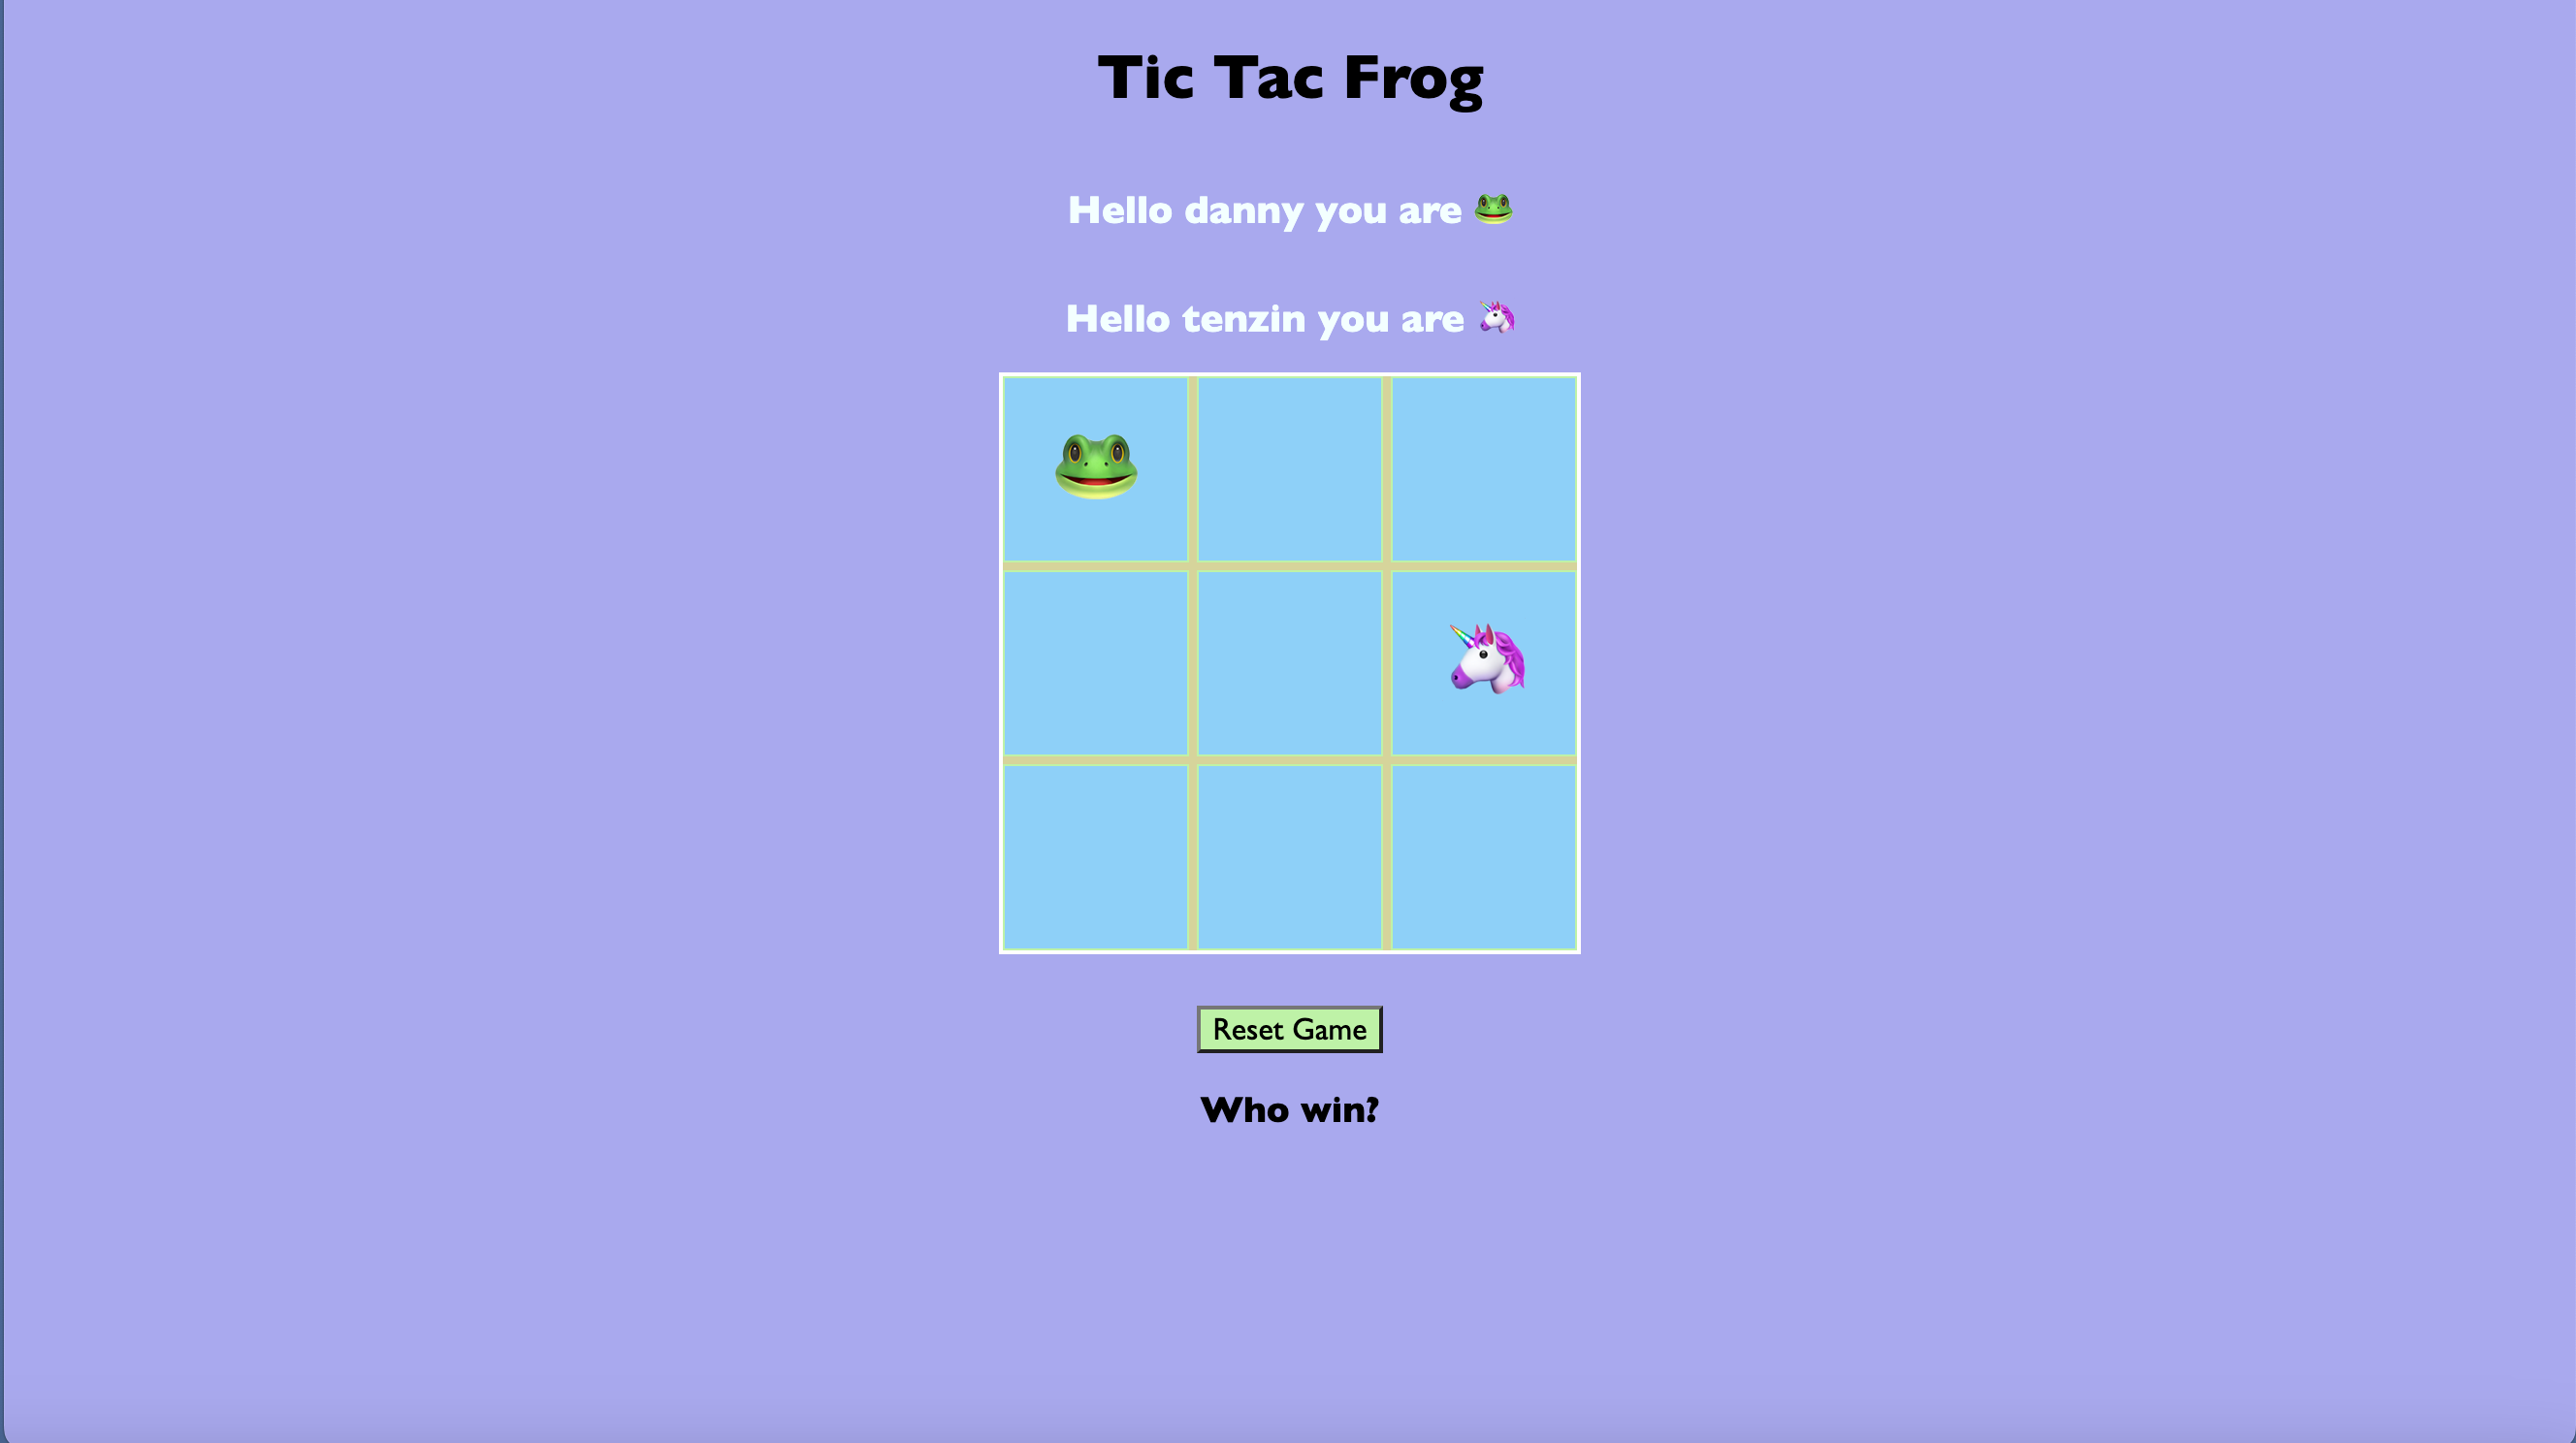 Tic Tac Frog
Hello danny you are 🐸
Hello tenzin you are 🦄
Reset Game
Who win?